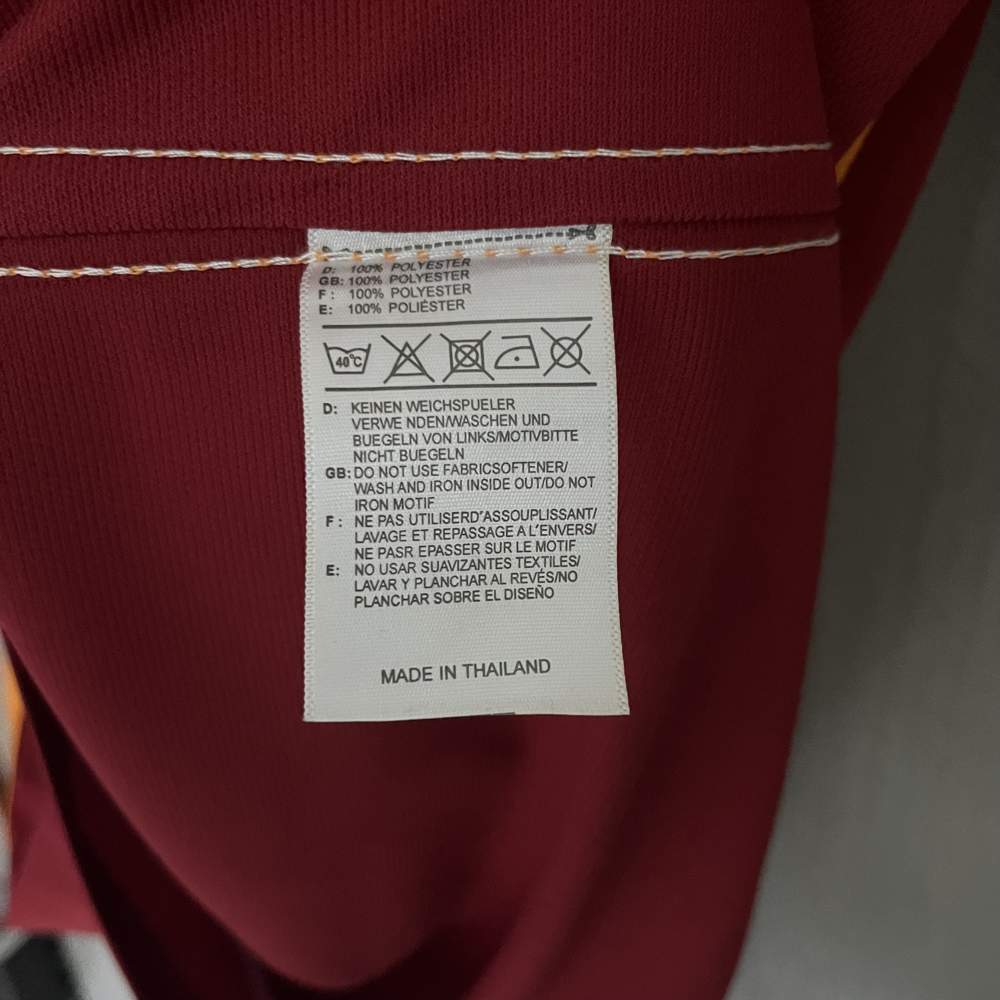 D: 100% POLYESTER
GB: 100% POLYESTER
F: 100% POLYESTER
E: 100% POLIÉSTER
40°C
D: KEINEN WEICHSPUELER
VERWE NDEN/WASCHEN UND
BUEGELN VON LINKS/MOTIVBITTE
NICHT BUEGELN
GB: DO NOT USE FABRICSOFTENER/
WASH AND IRON INSIDE OUT/DO NOT
IRON MOTIF
F: NE PAS UTILISERD'ASSOUPLISSANT/
LAVAGE ET REPASSAGE A L'ENVERS/
NE PASR EPASSER SUR LE MOTIF
E: NO USAR SUAVIZANTES TEXTILES/
LAVAR Y PLANCHAR AL REVÉS/NO
PLANCHAR SOBRE EL DISEÑO
MADE IN THAILAND